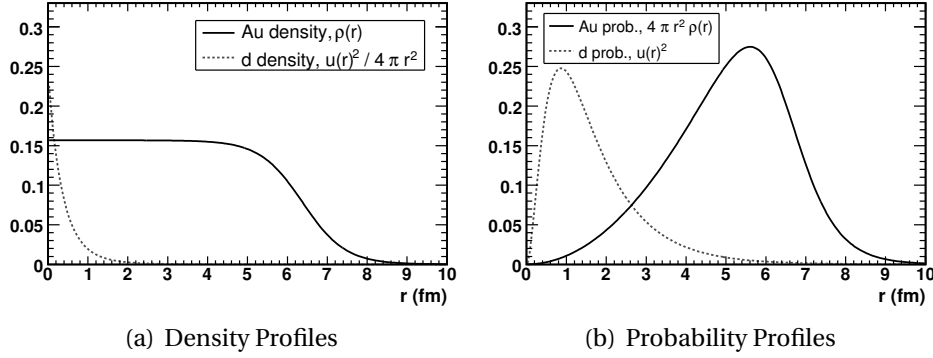 0.3
0.25
0.2
0.15
0.1
0.05
0
0 1 2 3 4 5 6 7 8 9 10
r (fm)
Au density, ρ(r)
d density, u(r)² / 4 π r²
(a) Density Profiles
0.3
0.25
0.2
0.15
0.1
0.05
0
0 1 2 3 4 5 6 7 8 9 10
r (fm)
Au prob., 4 π r² ρ(r)
d prob., u(r)²
(b) Probability Profiles